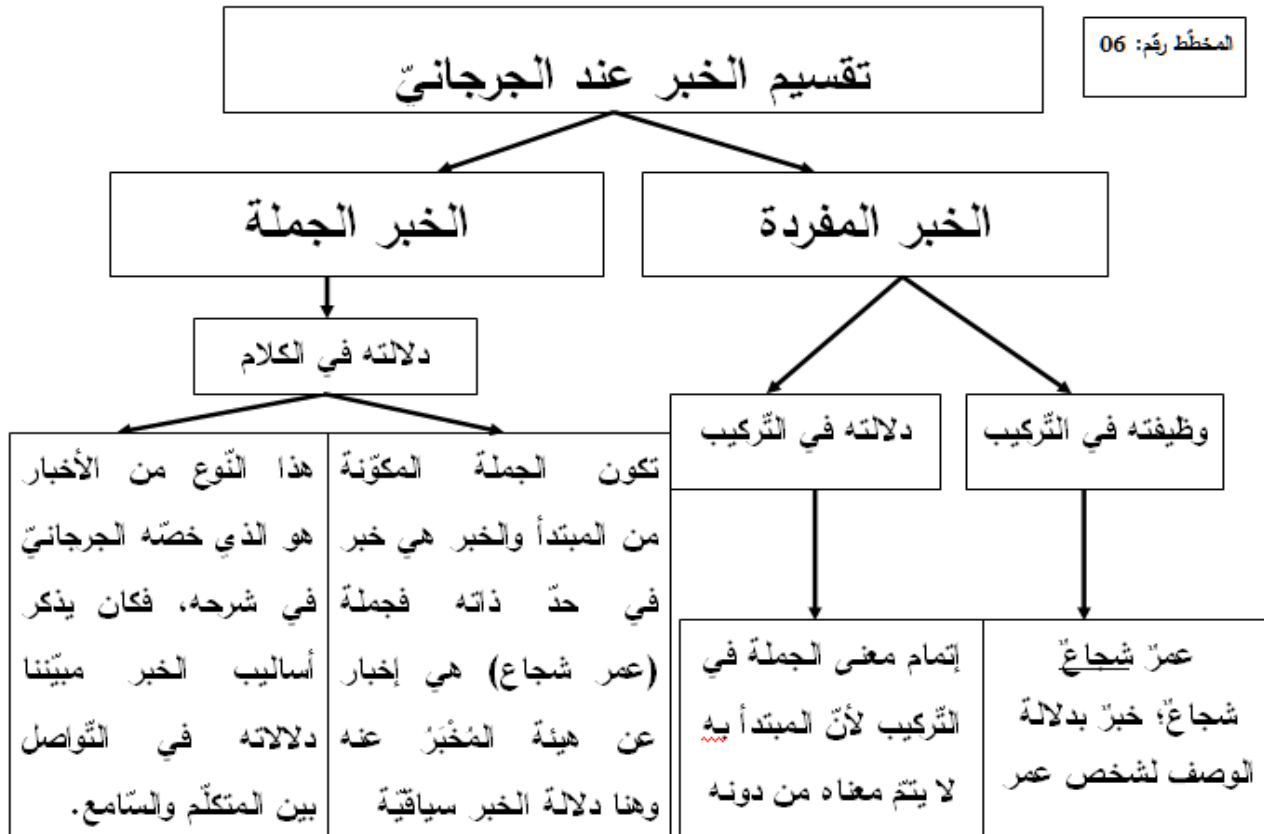 المخطّط رقم: 06
تقسيم الخبر عند الجرجانيّ
الخبر المفردة
الخبر الجملة
وظيفته في التّركيب
دلالته في التّركيب
دلالته في الكلام
عمرٌ شجاعٌ
شجاعٌ؛ خبرٌ بدلالة
الوصف لشخص عمر
إتمام معنى الجملة في
التّركيب لأنّ المبتدأ به
لا يتمّ معناه من دونه
تكون الجملة المكوّنة
من المبتدأ والخبر هي خبر
في حدّ ذاته فجملة
(عمر شجاع) هي إخبار
عن هيئة المُخْبَرُ عنه
وهنا دلالة الخبر سياقيّة
هذا النّوع من الأخبار
هو الذي خصّه الجرجانيّ
في شرحه، فكان يذكر
أساليب الخبر مبيّننا
دلالاته في التّواصل
بين المتكلّم والسّامع.